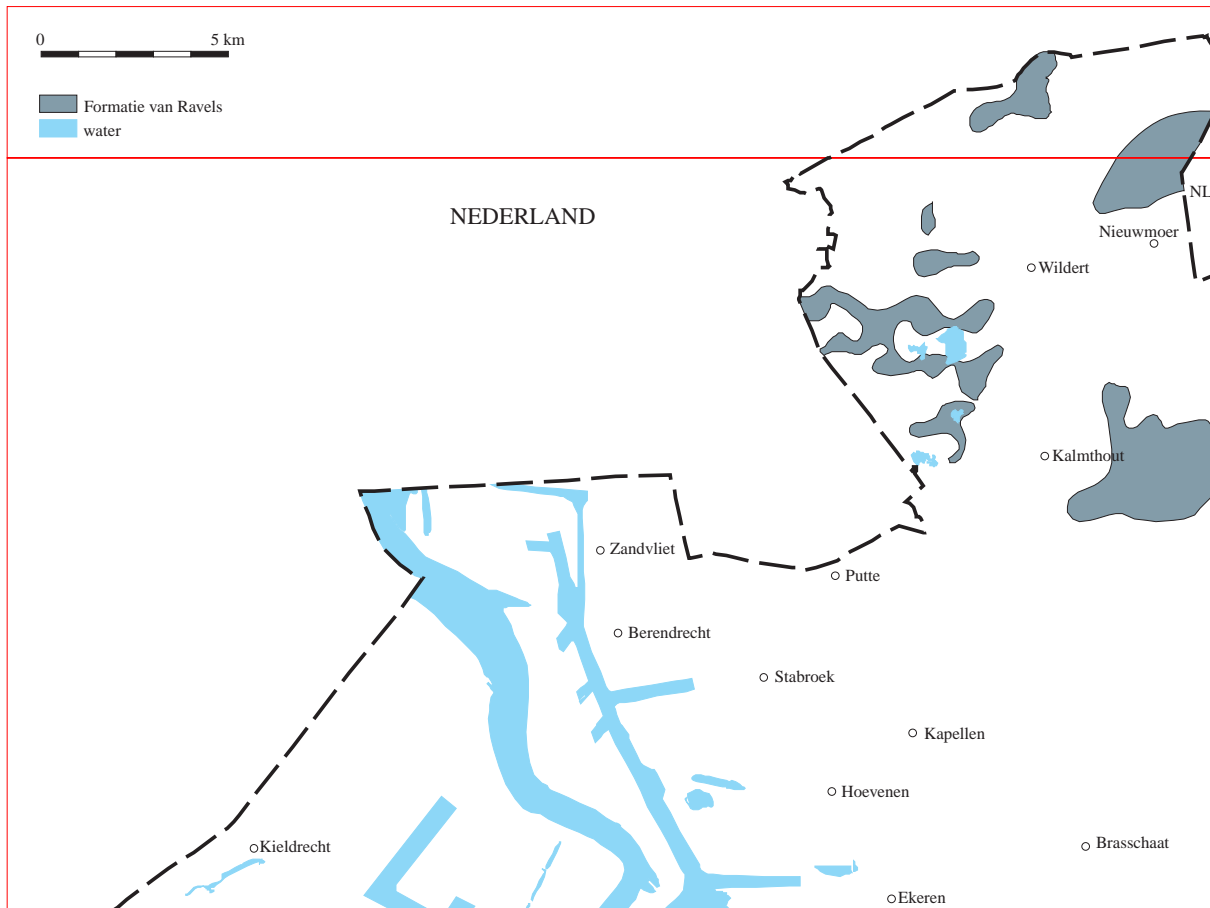 0 5 km
Formatie van Ravels
water
NEDERLAND
NL
Nieuwmoer
Wildert
Kalmthout
Zandvliet
Putte
Berendrecht
Stabroek
Kapellen
Hoevenen
Kieldrecht
Brasschaat
Ekeren